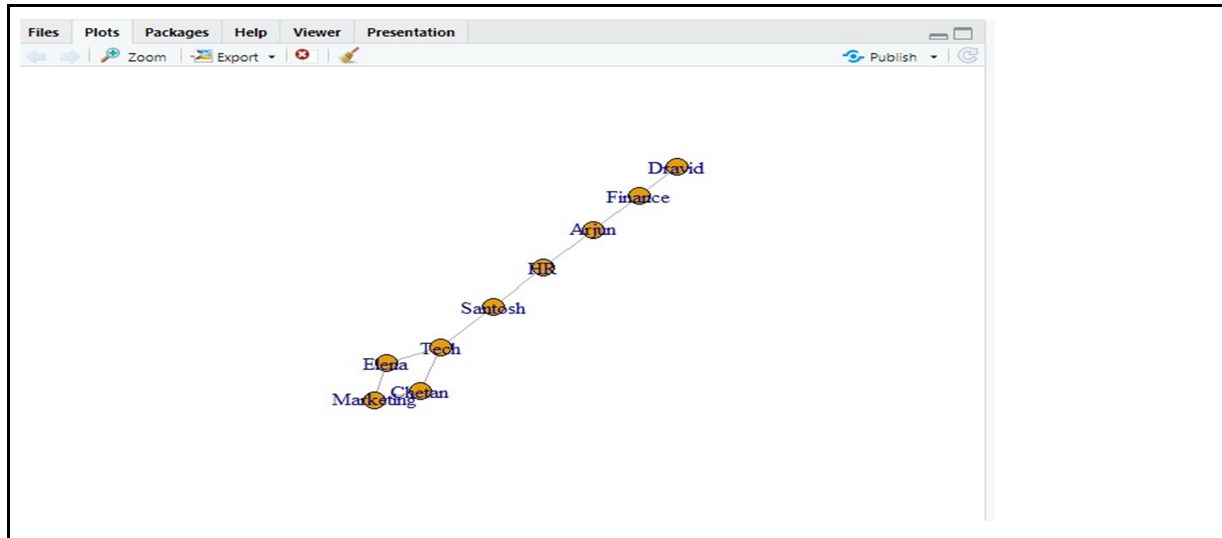 Files Plots Packages Help Viewer Presentation
Zoom Export Publish
Dravid
Finance
Arjun
HR
Santosh
Tech
Elena
Chetan
Marketing